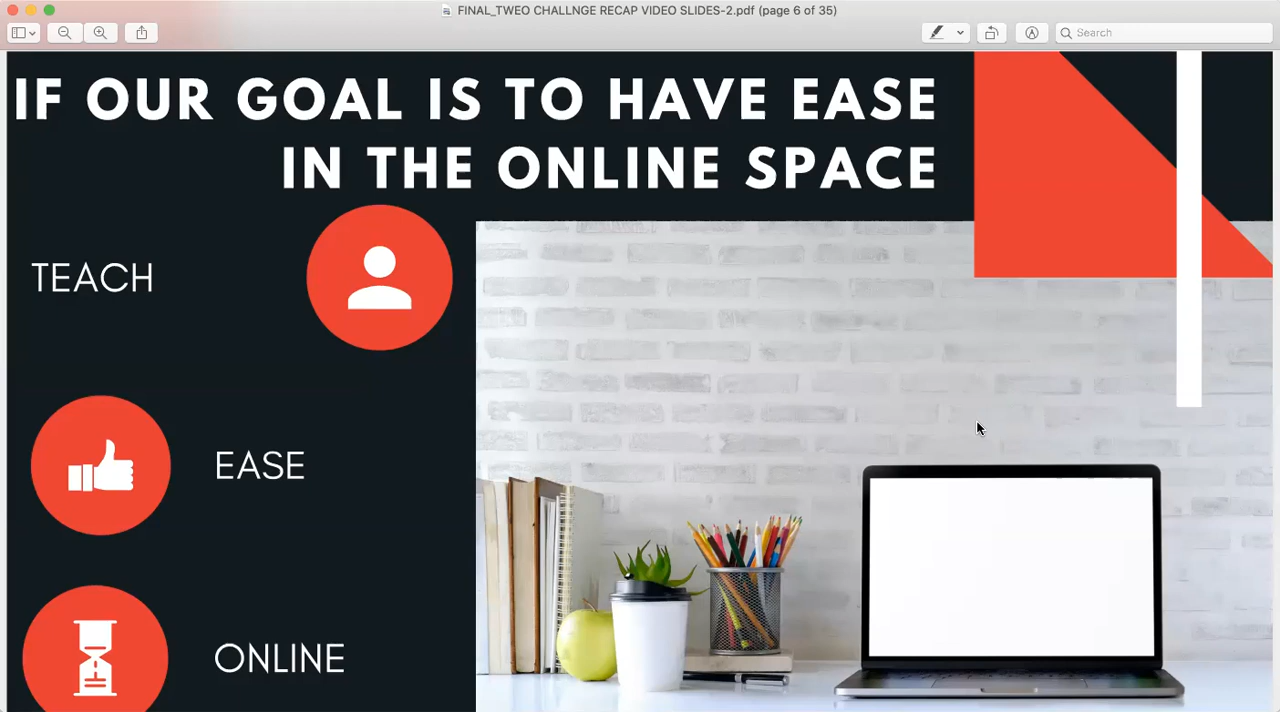 FINAL_TWEO CHALLNGE RECAP VIDEO SLIDES-2.pdf (page 6 of 35)
Search
IF OUR GOAL IS TO HAVE EASE
IN THE ONLINE SPACE
TEACH
EASE
ONLINE